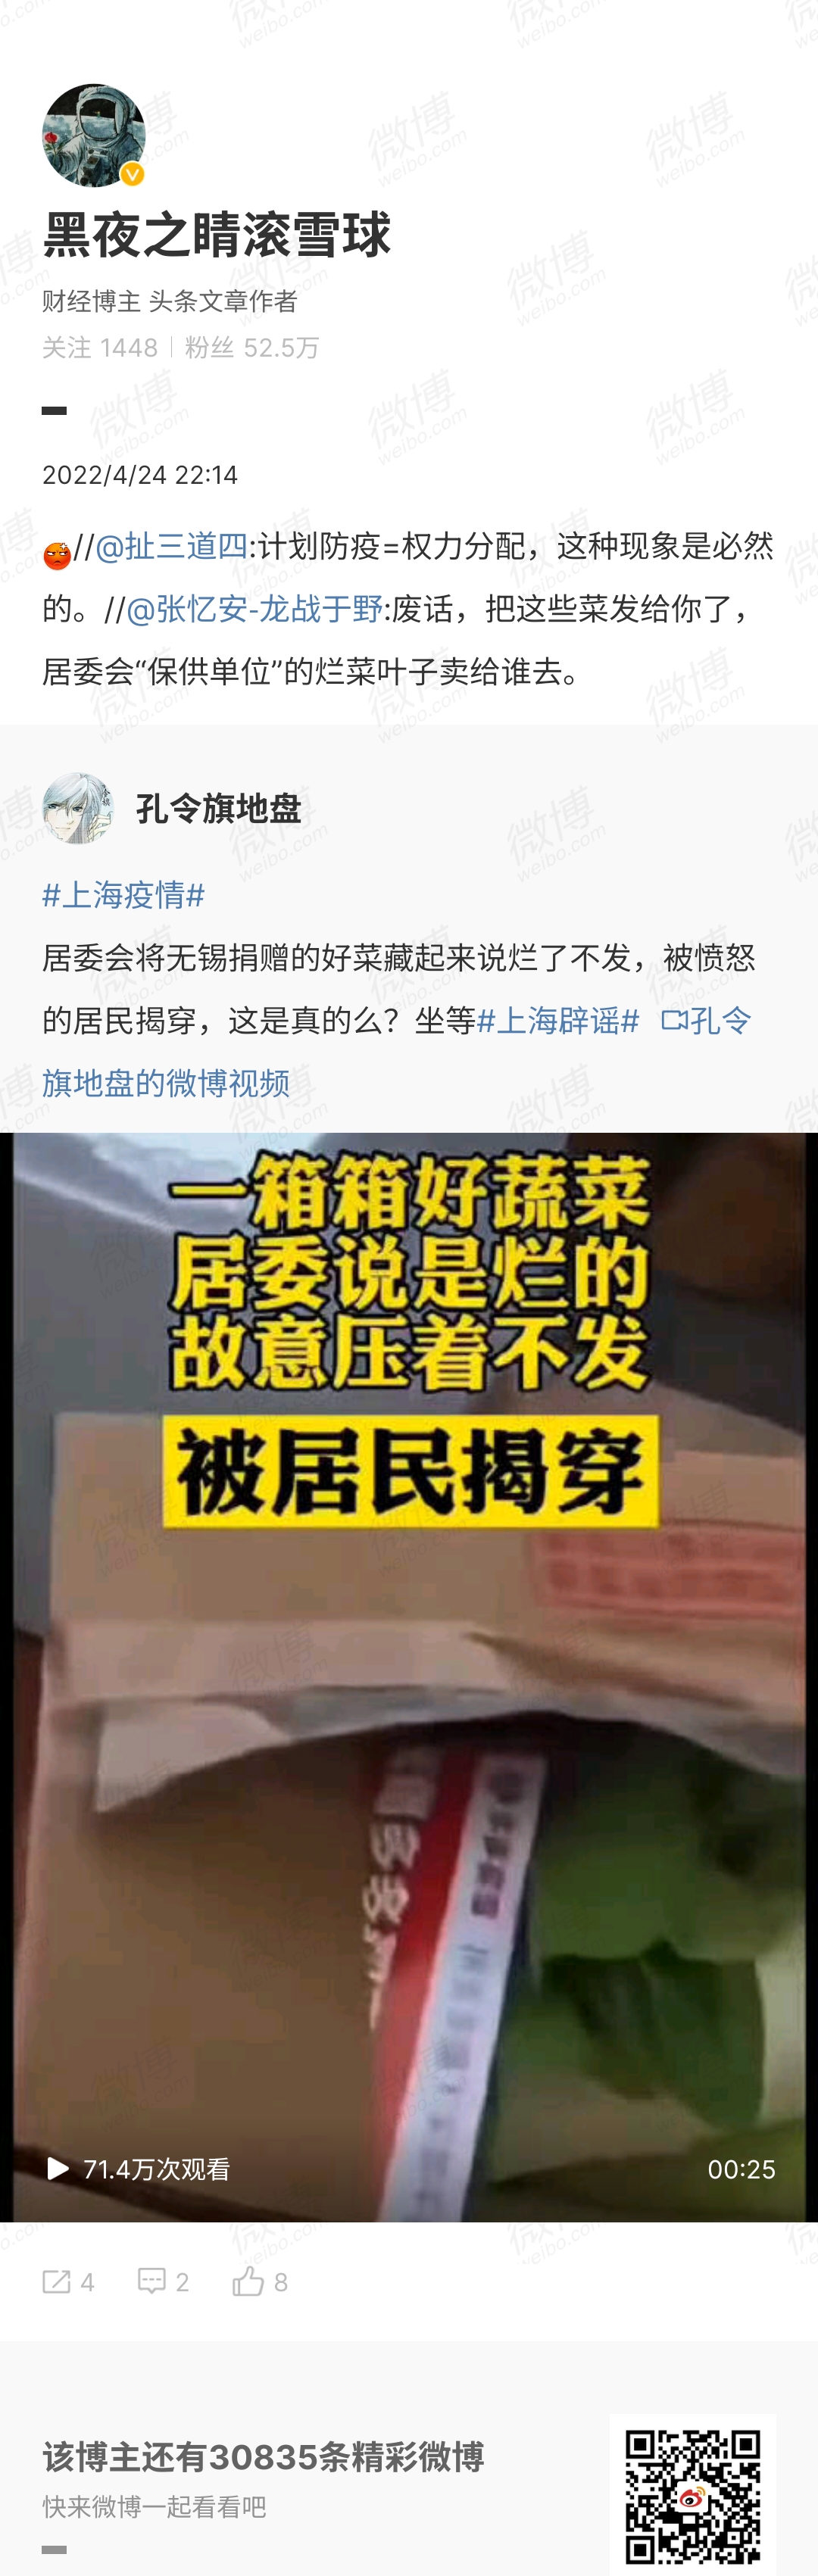 黑夜之睛滚雪球
财经博主 头条文章作者
关注 1448 | 粉丝 52.5万
2022/4/24 22:14
//@扯三道四:计划防疫=权力分配，这种现象是必然
的。//@张忆安-龙战于野:废话，把这些菜发给你了，
居委会“保供单位”的烂菜叶子卖给谁去。
孔令旗地盘
#上海疫情#
居委会将无锡捐赠的好菜藏起来说烂了不发，被愤怒
的居民揭穿，这是真的么？坐等#上海辟谣# 孔令
旗地盘的微博视频
一箱箱好蔬菜
居委说是烂的
故意压着不发
被居民揭穿
71.4万次观看
00:25
4 2 8
该博主还有30835条精彩微博
快来微博一起看看吧
微博
weibo.com